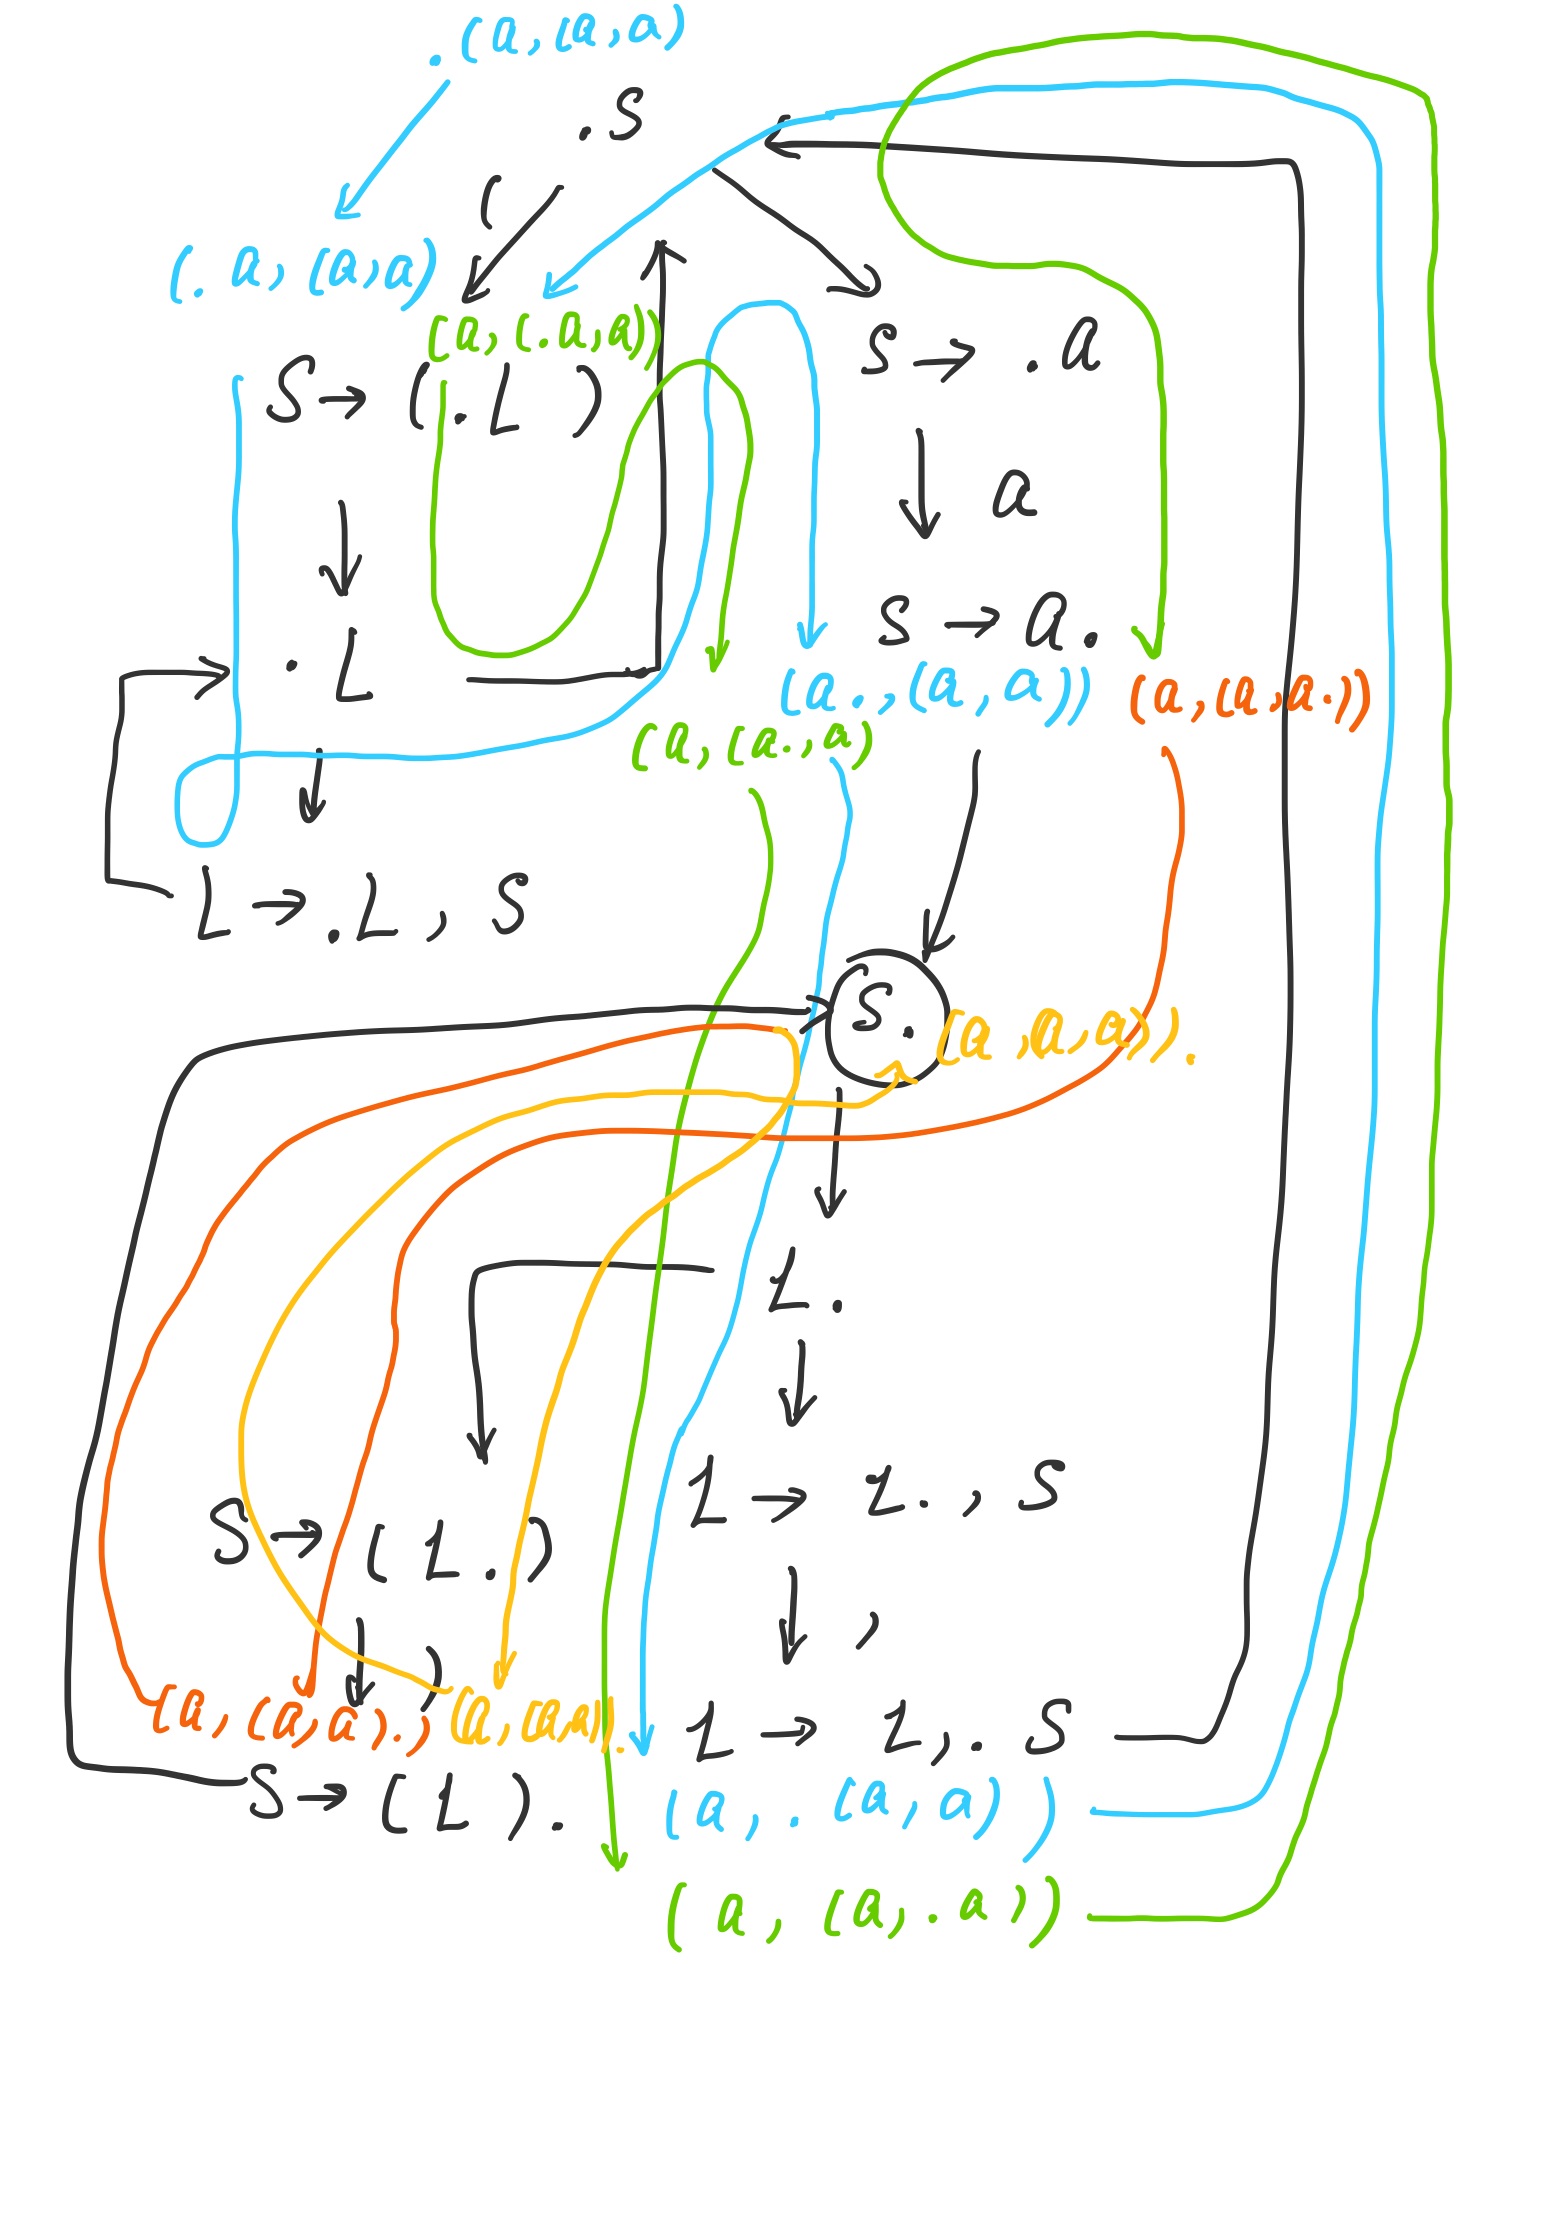 .(a,(a,a)
.S
(
(.a,(a,a)
(a,(.a,a))
S→(.L)
S→.a
a
.L
S→a.
(a.,(a,a))
(a,(a,a.))
(a,(a.,a)
L→.L,S
S.
(a,(a,a)).
L.
L→L.,S
S→(L.)
,
)
(a,(a,a).)
(a,(a,a)).
L→L,.S
S→(L).
(a,.(a,a))
(a,(a,.a))